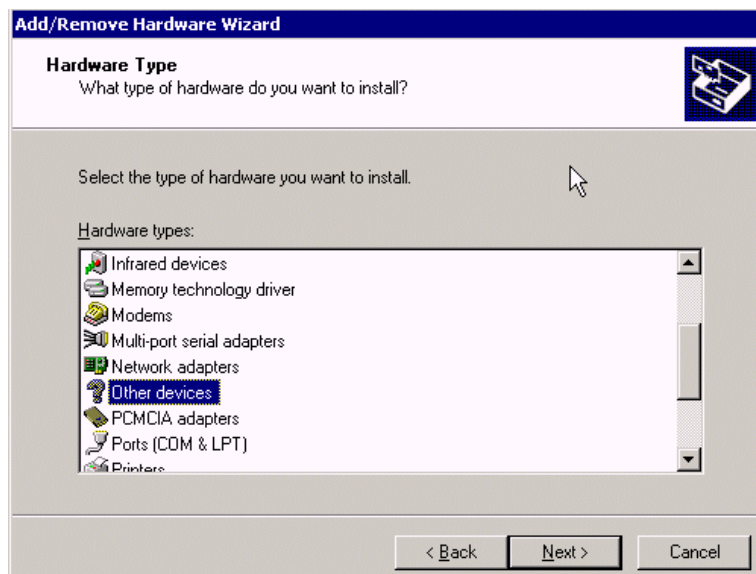 Add/Remove Hardware Wizard
Hardware Type
What type of hardware do you want to install?
Select the type of hardware you want to install.
Hardware types:
Infrared devices
Memory technology driver
Modems
Multi-port serial adapters
Network adapters
Other devices
PCMCIA adapters
Ports (COM & LPT)
Printers
< Back Next > Cancel